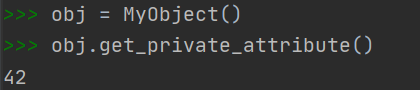 >>> obj = MyObject()
>>> obj.get_private_attribute()
42